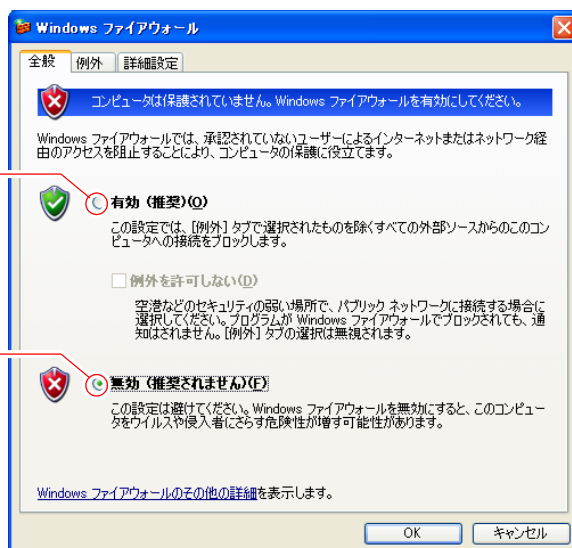 Windows ファイアウォール
全般 例外 詳細設定
コンピュータは保護されていません。Windows ファイアウォールを有効にしてください。
Windows ファイアウォールでは、承認されていないユーザーによるインターネットまたはネットワーク経
由のアクセスを阻止することにより、コンピュータの保護に役立てます。
有効 (推奨)(O)
この設定では、[例外] タブで選択されたものを除くすべての外部ソースからのこのコン
ピュータへの接続をブロックします。
例外を許可しない(D)
空港などのセキュリティの弱い場所で、パブリック ネットワークに接続する場合に
選択してください。プログラムが Windows ファイアウォールでブロックされても、通
知はされません。[例外] タブの選択は無視されます。
無効 (推奨されません)(F)
この設定は避けてください。Windows ファイアウォールを無効にすると、このコンピュー
タをウイルスや侵入者にさらす危険性が増す可能性があります。
Windows ファイアウォールのその他の詳細を表示します。
OK キャンセル